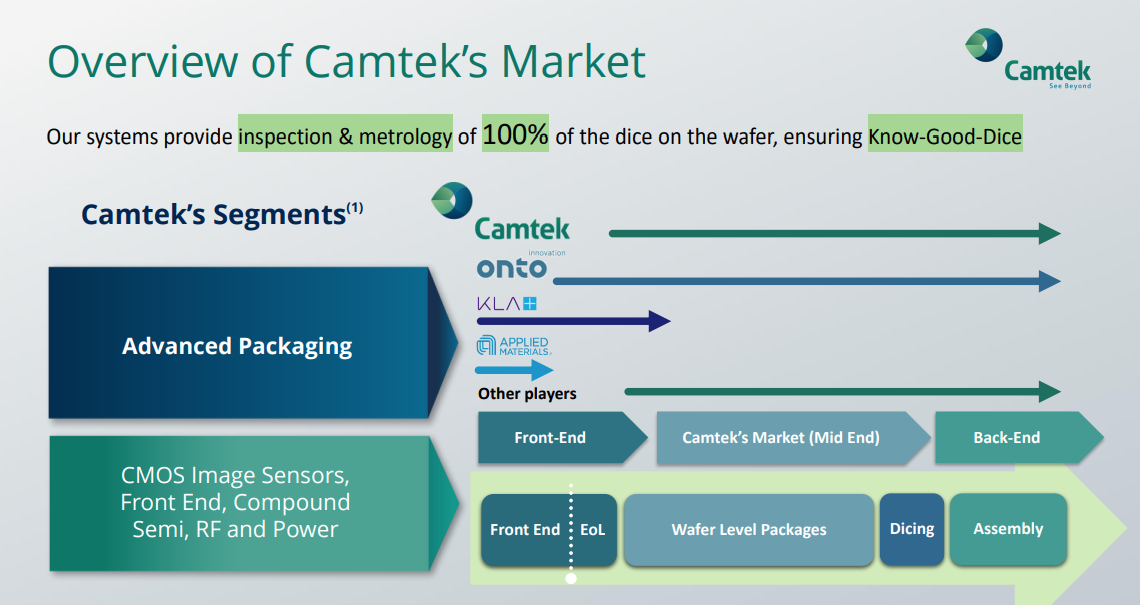 Overview of Camtek's Market
Camtek
See Beyond
Our systems provide inspection & metrology of 100% of the dice on the wafer, ensuring Know-Good-Dice
Camtek's Segments(1)
Advanced Packaging
CMOS Image Sensors,
Front End, Compound
Semi, RF and Power
Camtek
innovation
onto
KLA
APPLIED
MATERIALS
Other players
Front-End
Camtek's Market (Mid End)
Back-End
Front End
EoL
Wafer Level Packages
Dicing
Assembly